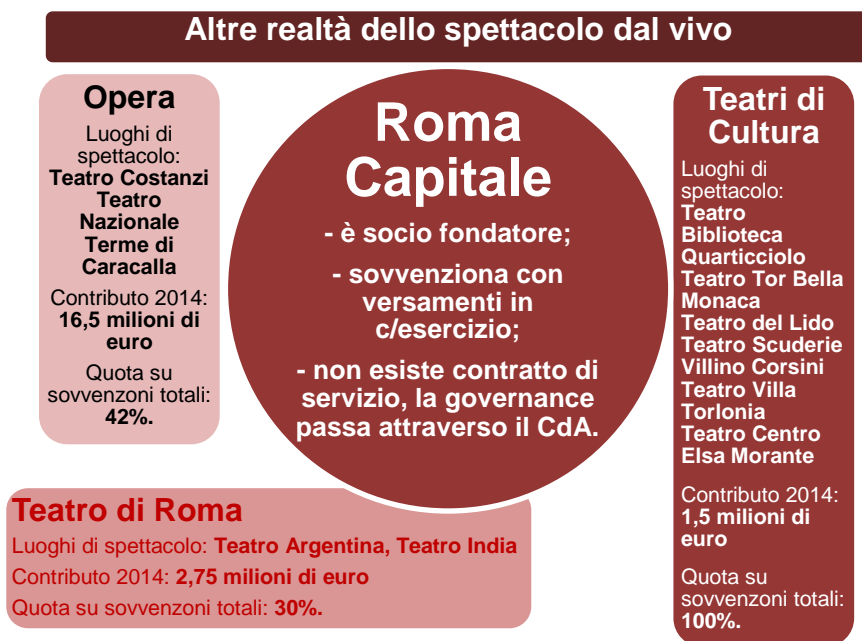 Altre realtà dello spettacolo dal vivo
Opera
Luoghi di
spettacolo:
Teatro Costanzi
Teatro
Nazionale
Terme di
Caracalla
Contributo 2014:
16,5 milioni di
euro
Quota su
sovvenzoni totali:
42%.
Roma
Capitale
- è socio fondatore;
- sovvenziona con
versamenti in
c/esercizio;
- non esiste contratto di
servizio, la governance
passa attraverso il CdA.
Teatri di
Cultura
Luoghi di
spettacolo:
Teatro
Biblioteca
Quarticciolo
Teatro Tor Bella
Monaca
Teatro del Lido
Teatro Scuderie
Villino Corsini
Teatro Villa
Torlonia
Teatro Centro
Elsa Morante
Contributo 2014:
1,5 milioni di
euro
Quota su
sovvenzoni totali:
100%.
Teatro di Roma
Luoghi di spettacolo: Teatro Argentina, Teatro India
Contributo 2014: 2,75 milioni di euro
Quota su sovvenzoni totali: 30%.